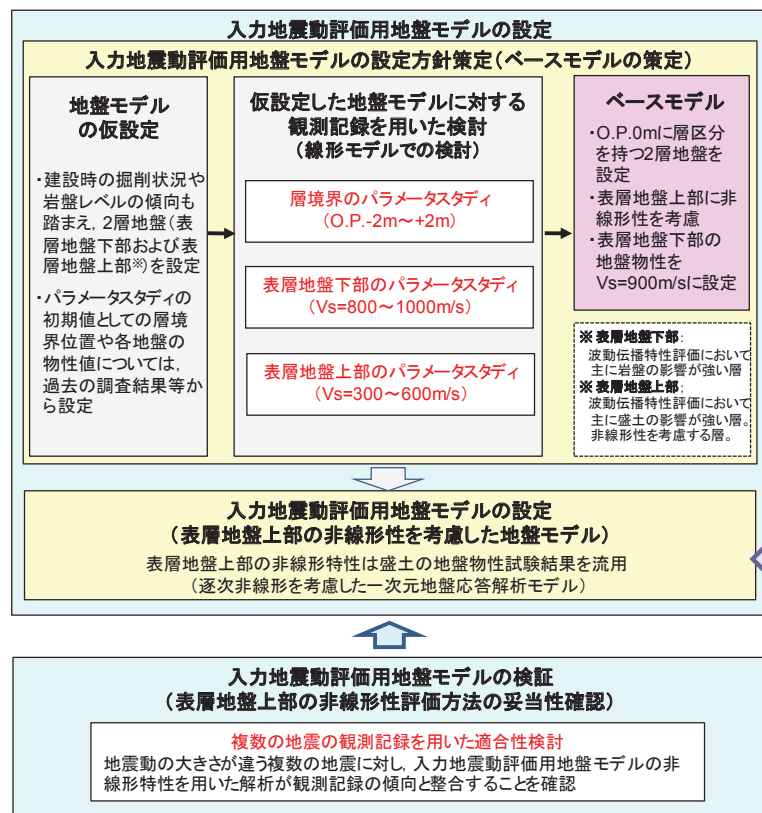 入力地震動評価用地盤モデルの設定
入力地震動評価用地盤モデルの設定方針策定(ベースモデルの策定)
地盤モデル
の仮設定
・建設時の掘削状況や
岩盤レベルの傾向も
踏まえ,2層地盤(表
層地盤下部および表
層地盤上部※)を設定
・パラメータスタディの
初期値としての層境
界位置や各地盤の
物性値については,
過去の調査結果等か
ら設定
仮設定した地盤モデルに対する
観測記録を用いた検討
(線形モデルでの検討)
層境界のパラメータスタディ
(O.P.-2m~+2m)
表層地盤下部のパラメータスタディ
(Vs=800~1000m/s)
表層地盤上部のパラメータスタディ
(Vs=300~600m/s)
ベースモデル
・O.P.0mに層区分
を持つ2層地盤を
設定
・表層地盤上部に非
線形性を考慮
・表層地盤下部の
地盤物性を
Vs=900m/sに設定
※ 表層地盤下部:
波動伝播特性評価において
主に岩盤の影響が強い層
※ 表層地盤上部:
波動伝播特性評価において
主に盛土の影響が強い層。
非線形性を考慮する層。
入力地震動評価用地盤モデルの設定
(表層地盤上部の非線形性を考慮した地盤モデル)
表層地盤上部の非線形特性は盛土の地盤物性試験結果を流用
(逐次非線形を考慮した一次元地盤応答解析モデル)
入力地震動評価用地盤モデルの検証
(表層地盤上部の非線形性評価方法の妥当性確認)
複数の地震の観測記録を用いた適合性検討
地震動の大きさが違う複数の地震に対し,入力地震動評価用地盤モデルの非
線形特性を用いた解析が観測記録の傾向と整合することを確認